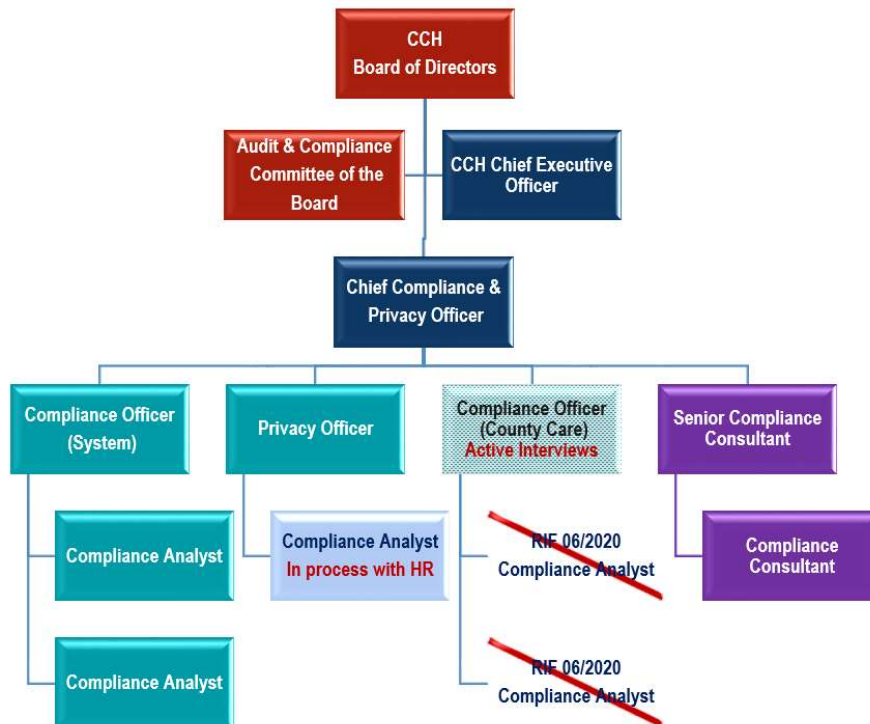 CCH
Board of Directors
Audit & Compliance
Committee of the
Board
CCH Chief Executive
Officer
Chief Compliance &
Privacy Officer
Compliance Officer
(System)
Privacy Officer
Compliance Officer
(County Care)
Active Interviews
Senior Compliance
Consultant
Compliance Analyst
Compliance Analyst
In process with HR
RIF 06/2020
Compliance Analyst
Compliance
Consultant
Compliance Analyst
RIF 06/2020
Compliance Analyst